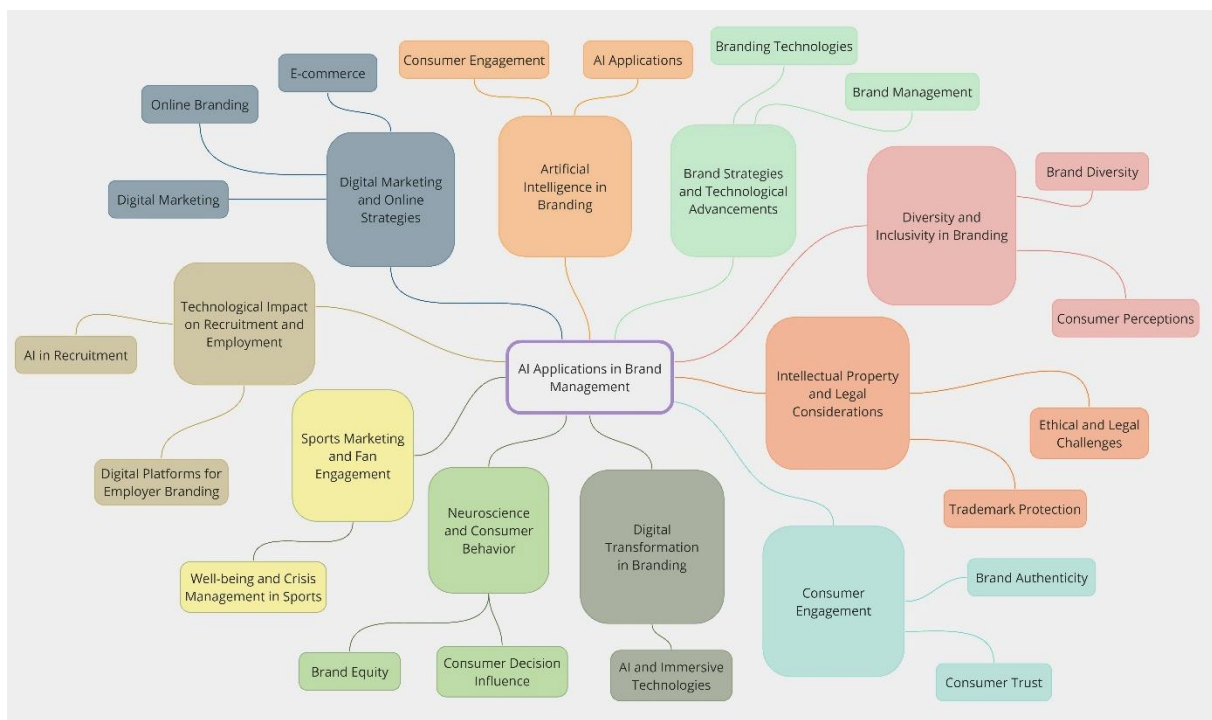 Branding Technologies
Consumer Engagement
AI Applications
E-commerce
Brand Management
Online Branding
Artificial
Intelligence in
Branding
Brand Strategies
and Technological
Advancements
Digital Marketing
and Online
Strategies
Brand Diversity
Digital Marketing
Diversity and
Inclusivity in Branding
Technological Impact
on Recruitment and
Employment
Consumer Perceptions
AI in Recruitment
AI Applications in Brand
Management
Intellectual Property
and Legal
Considerations
Ethical and Legal
Challenges
Sports Marketing
and Fan
Engagement
Digital Platforms for
Employer Branding
Trademark Protection
Neuroscience
and Consumer
Behavior
Digital
Transformation
in Branding
Well-being and Crisis
Management in Sports
Brand Authenticity
Consumer
Engagement
Brand Equity
Consumer Decision
Influence
AI and Immersive
Technologies
Consumer Trust